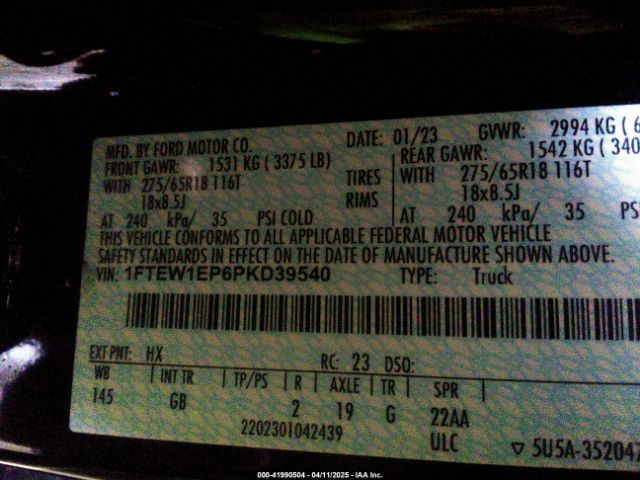 MFD. BY FORD MOTOR CO. DATE: 01/23 GVWR: 2994 KG ( 6
FRONT GAWR: 1531 KG ( 3375 LB) REAR GAWR: 1542 KG ( 340
WITH 275/65R18 116T TIRES WITH 275/65R18 116T
18x8.5J RIMS 18x8.5J
AT 240 kPa/ 35 PSI COLD AT 240 kPa/ 35 PSI
THIS VEHICLE CONFORMS TO ALL APPLICABLE FEDERAL MOTOR VEHICLE
SAFETY STANDARDS IN EFFECT ON THE DATE OF MANUFACTURE SHOWN ABOVE.
VIN: 1FTEW1EP6PKD39540 TYPE: Truck
EXT PNT: HX RC: 23 DSO:
WB INT TR TP/PS R AXLE TR SPR
145 GB 2 19 G 22AA
2202301042439 ULC ▽ 5U5A-352047
000-41990504 - 04/11/2025 - IAA Inc.